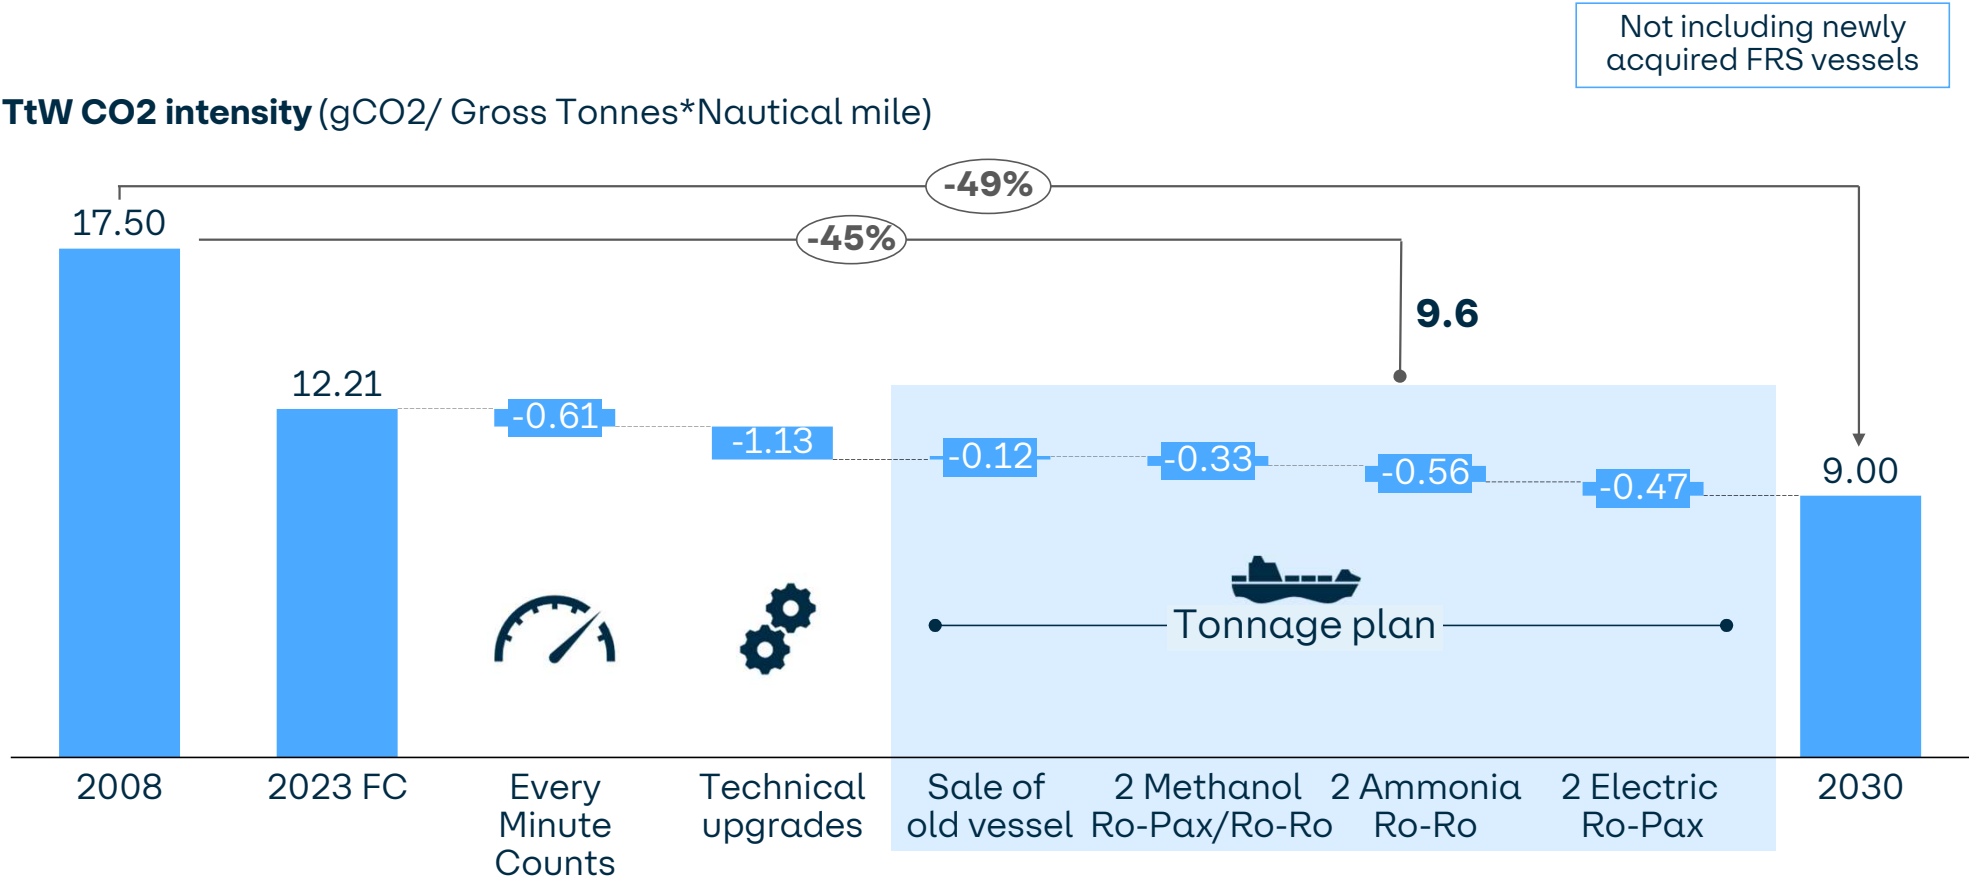 Not including newly
acquired FRS vessels
TtW CO2 intensity (gCO2/ Gross Tonnes*Nautical mile)
-49%
17.50
-45%
9.6
12.21
-0.61
-1.13
-0.12
-0.33
-0.56
-0.47
9.00
Tonnage plan
2008
2023 FC
Every
Minute
Counts
Technical
upgrades
Sale of
old vessel
2 Methanol
Ro-Pax/Ro-Ro
2 Ammonia
Ro-Ro
2 Electric
Ro-Pax
2030